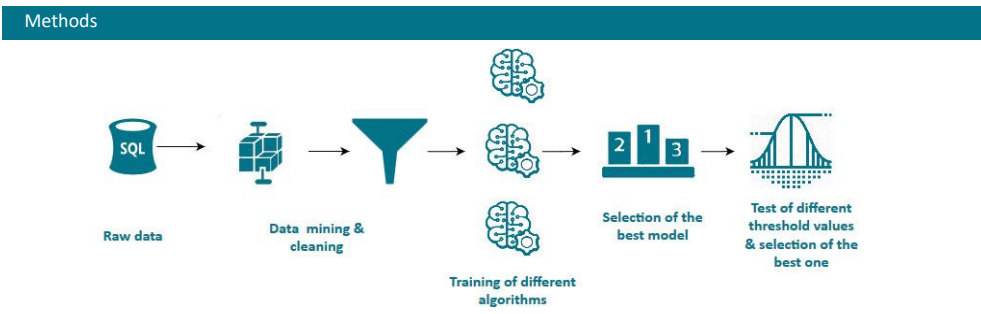 Methods
SQL
Raw data
Data mining &
cleaning
Training of different
algorithms
2 1 3
Selection of the
best model
Test of different
threshold values
& selection of the
best one